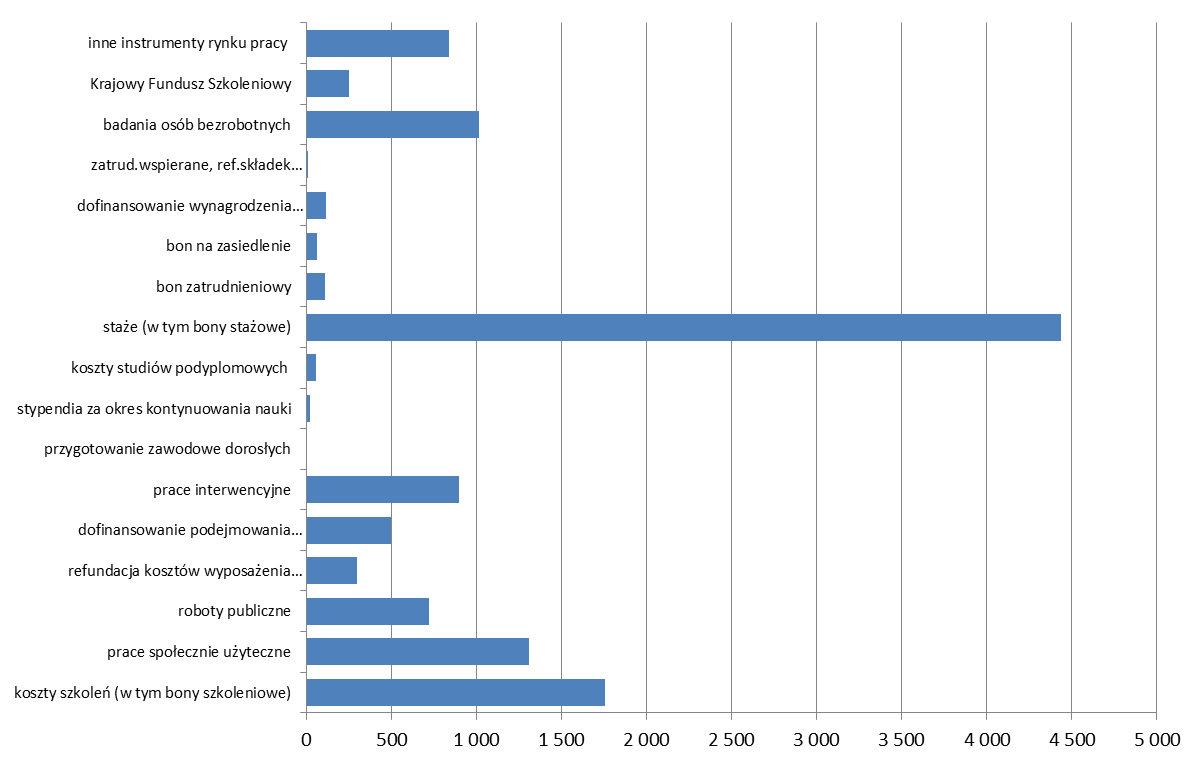 inne instrumenty rynku pracy
Krajowy Fundusz Szkoleniowy
badania osób bezrobotnych
zatrud.wspierane, ref.składek...
dofinansowanie wynagrodzenia...
bon na zasiedlenie
bon zatrudnieniowy
staże (w tym bony stażowe)
koszty studiów podyplomowych
stypendia za okres kontynuowania nauki
przygotowanie zawodowe dorosłych
prace interwencyjne
dofinansowanie podejmowania...
refundacja kosztów wyposażenia...
roboty publiczne
prace społecznie użyteczne
koszty szkoleń (w tym bony szkoleniowe)
0 500 1 000 1 500 2 000 2 500 3 000 3 500 4 000 4 500 5 000